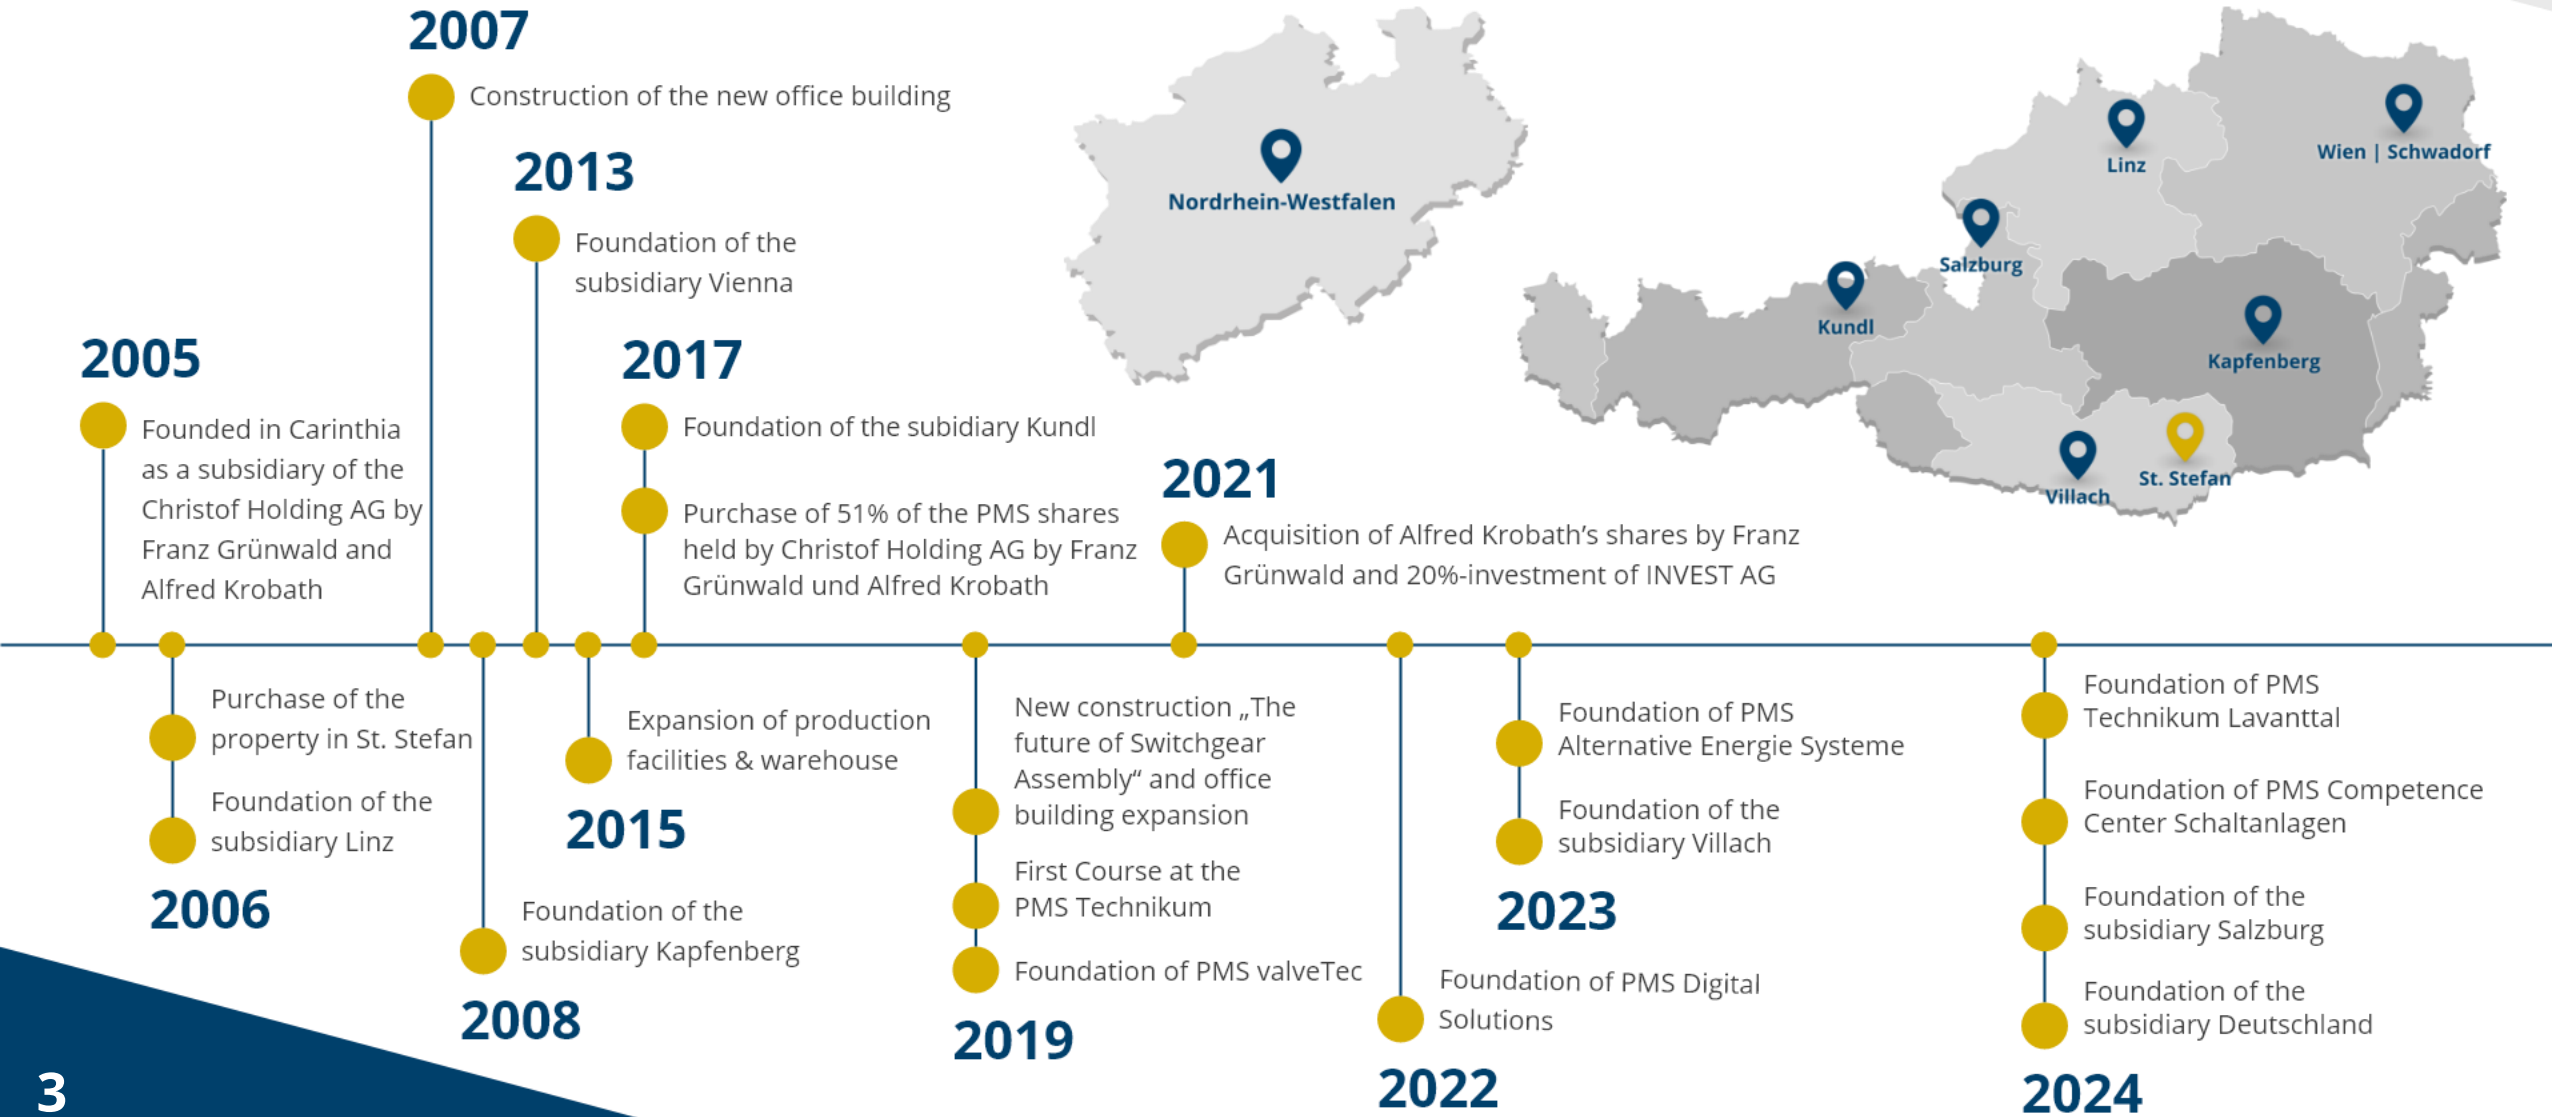 2007
Construction of the new office building
2013
Foundation of the
subsidiary Vienna
2005
Founded in Carinthia
as a subsidiary of the
Christof Holding AG by
Franz Grünwald and
Alfred Krobath
2017
Foundation of the subidiary Kundl
Purchase of 51% of the PMS shares
held by Christof Holding AG by Franz
Grünwald und Alfred Krobath
2021
Acquisition of Alfred Krobath’s shares by Franz
Grünwald and 20%-investment of INVEST AG
Nordrhein-Westfalen
Linz
Wien | Schwadorf
Salzburg
Kundl
Kapfenberg
Villach
St. Stefan
Purchase of the
property in St. Stefan
Foundation of the
subsidiary Linz
2006
Foundation of the
subsidiary Kapfenberg
2008
Expansion of production
facilities & warehouse
2015
New construction „The
future of Switchgear
Assembly“ and office
building expansion
First Course at the
PMS Technikum
Foundation of PMS valveTec
2019
Foundation of PMS Digital
Solutions
2022
Foundation of PMS
Alternative Energie Systeme
Foundation of the
subsidiary Villach
2023
Foundation of PMS
Technikum Lavanttal
Foundation of PMS Competence
Center Schaltanlagen
Foundation of the
subsidiary Salzburg
Foundation of the
subsidiary Deutschland
2024
3